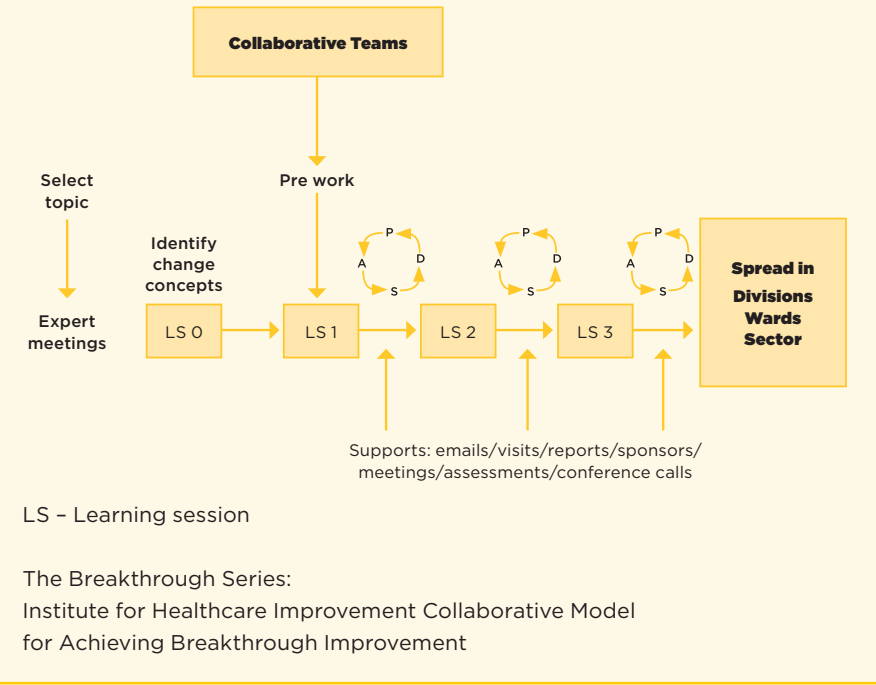 Collaborative Teams
Select
topic
Pre work
Identify
change
concepts
Expert
meetings
LS 0
LS 1
LS 2
LS 3
P
A
D
S
P
A
D
S
P
A
D
S
Spread in
Divisions
Wards
Sector
Supports: emails/visits/reports/sponsors/
meetings/assessments/conference calls
LS – Learning session
The Breakthrough Series:
Institute for Healthcare Improvement Collaborative Model
for Achieving Breakthrough Improvement